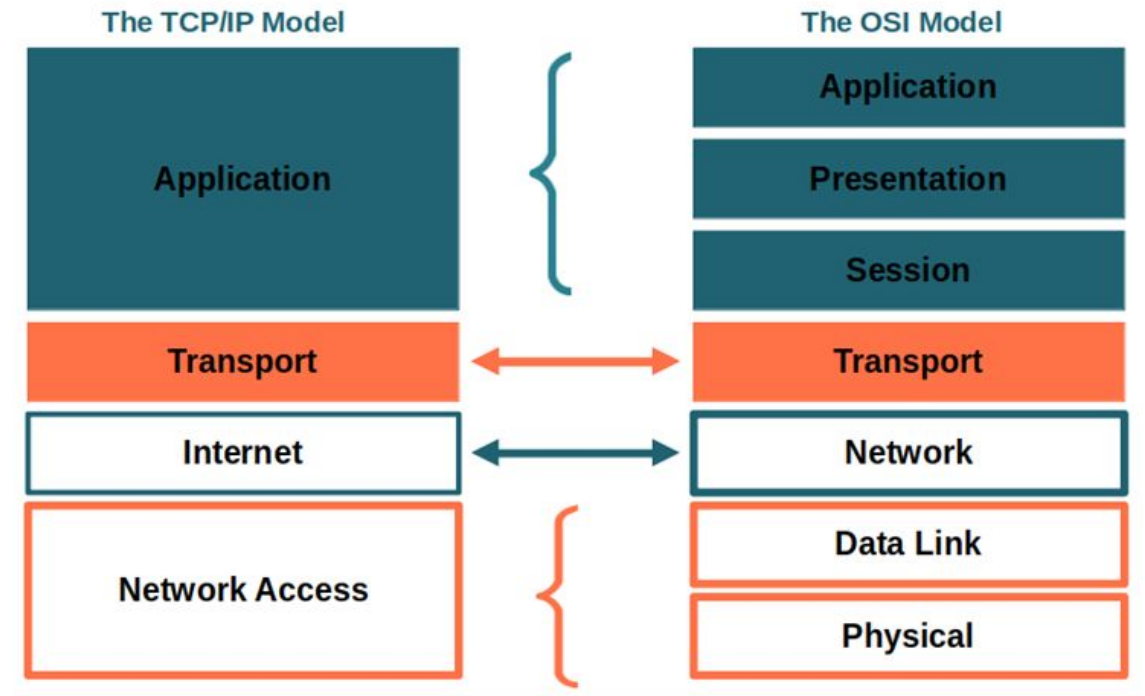 The TCP/IP Model
Application
Transport
Internet
Network Access
The OSI Model
Application
Presentation
Session
Transport
Network
Data Link
Physical